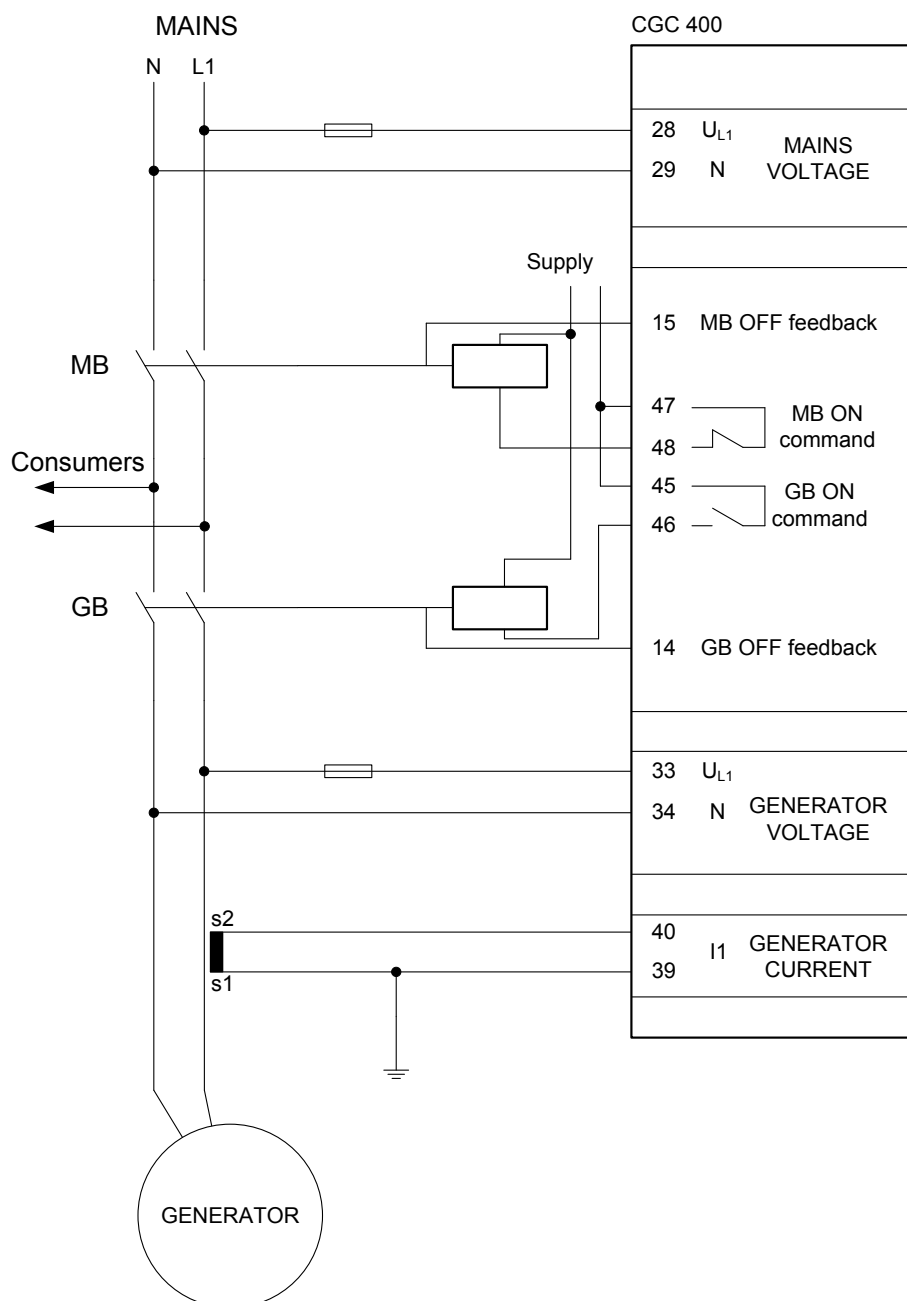 MAINS
CGC 400
N L1
28 UL1
MAINS
VOLTAGE
29 N
Supply
15 MB OFF feedback
MB
47
MB ON
command
48
Consumers
45
GB ON
command
46
GB
14 GB OFF feedback
33 UL1
34 N
GENERATOR
VOLTAGE
s2
40
I1
GENERATOR
CURRENT
39
s1
GENERATOR